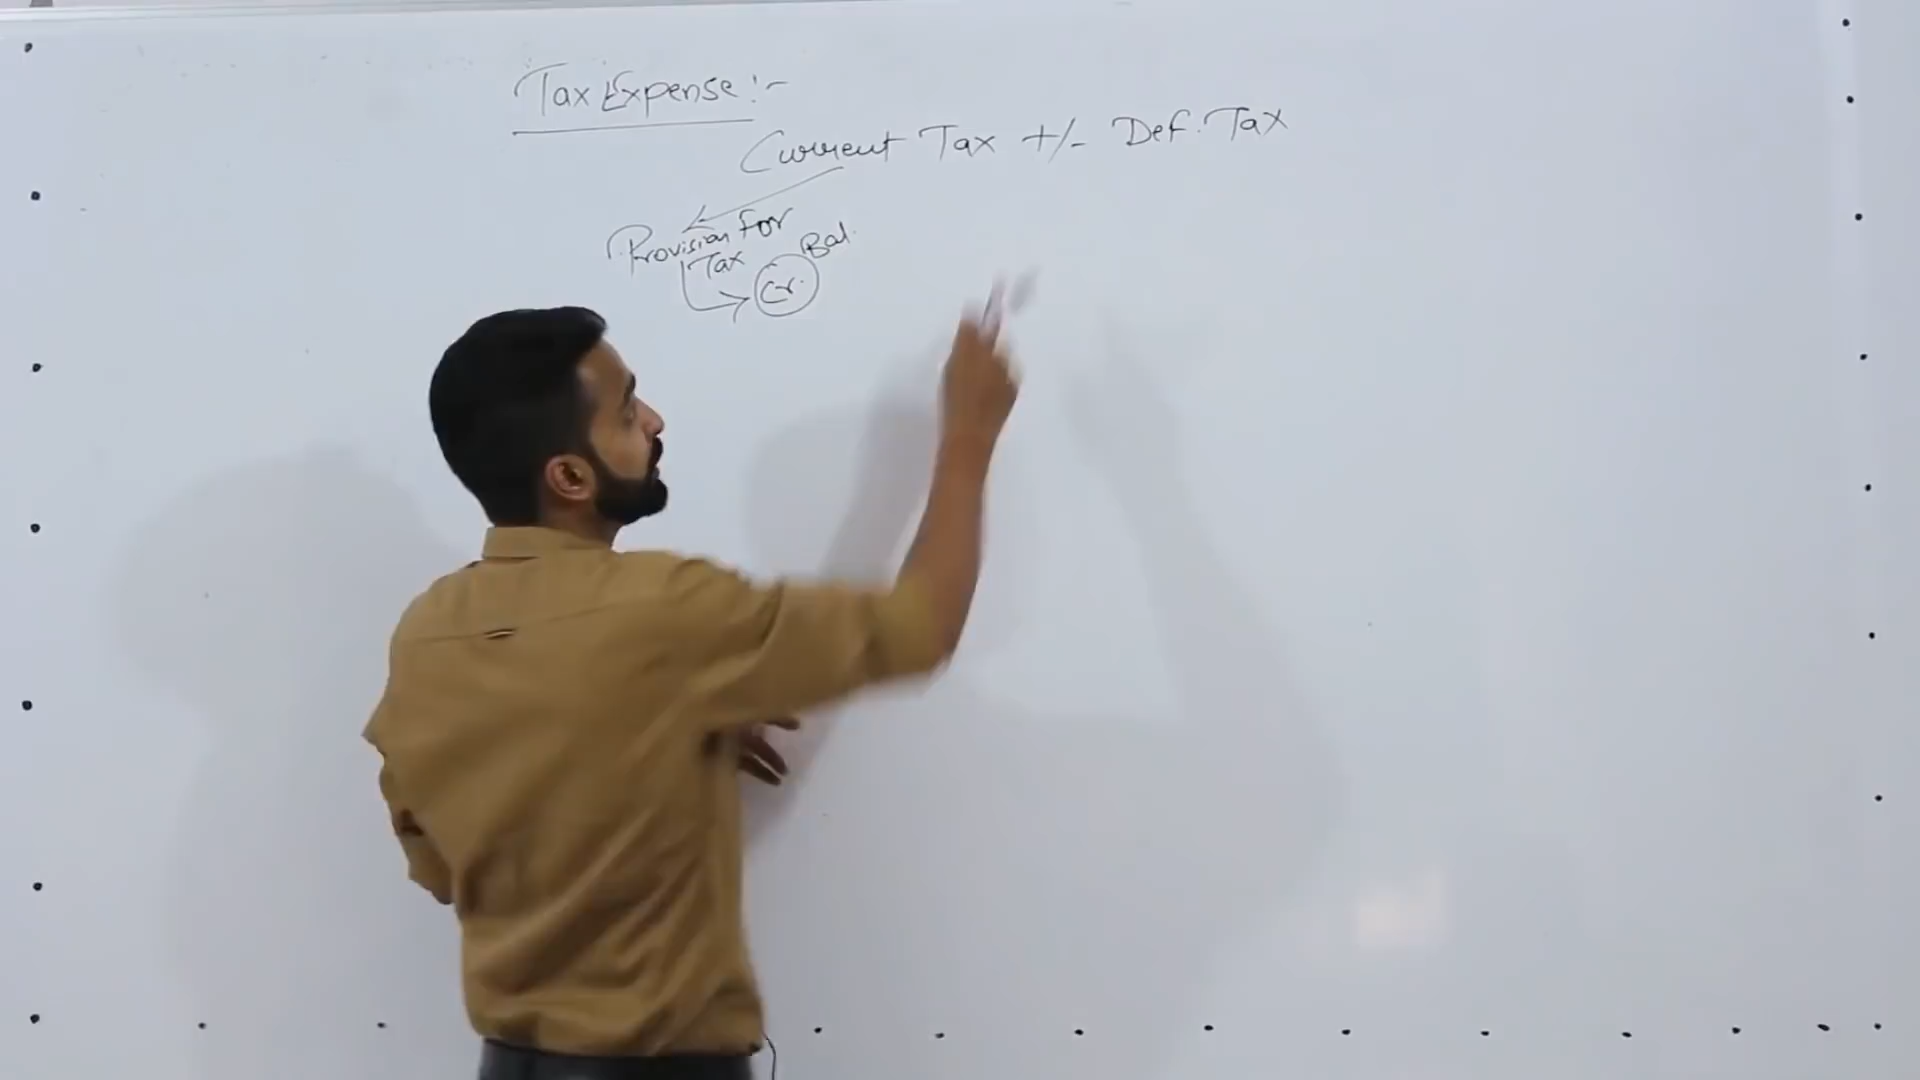 Tax Expense :-
Current Tax +/- Def. Tax
Provision For
Tax
Cr. Bal.